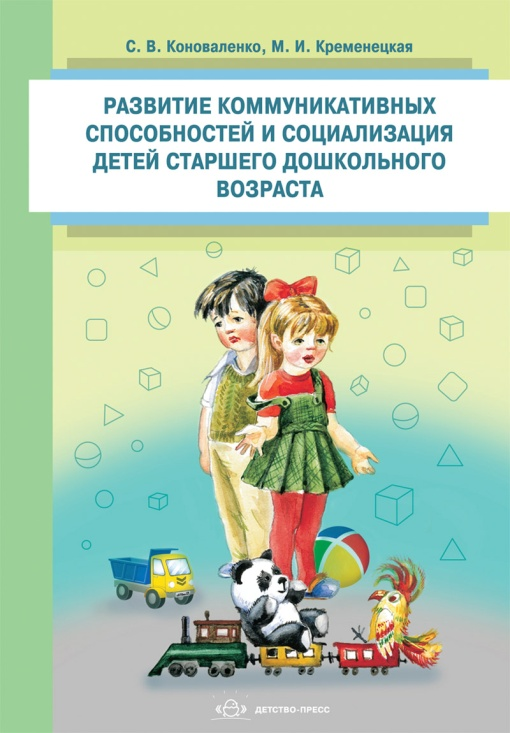 С. В. Коноваленко, М. И. Кременецкая
РАЗВИТИЕ КОММУНИКАТИВНЫХ
СПОСОБНОСТЕЙ И СОЦИАЛИЗАЦИЯ
ДЕТЕЙ СТАРШЕГО ДОШКОЛЬНОГО
ВОЗРАСТА
ДЕТСТВО-ПРЕСС